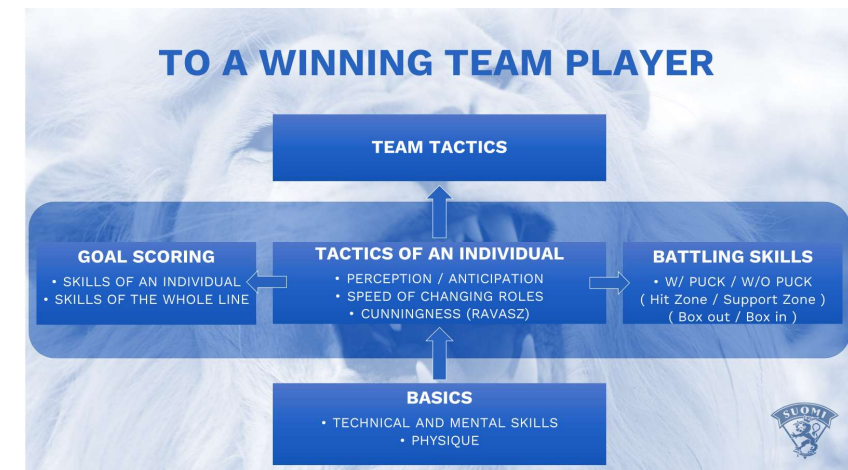 TO A WINNING TEAM PLAYER
TEAM TACTICS
GOAL SCORING
• SKILLS OF AN INDIVIDUAL
• SKILLS OF THE WHOLE LINE
TACTICS OF AN INDIVIDUAL
• PERCEPTION / ANTICIPATION
• SPEED OF CHANGING ROLES
• CUNNINGNESS (RAVASZ)
BATTLING SKILLS
• W/ PUCK / W/O PUCK
( Hit Zone / Support Zone )
( Box out / Box in )
BASICS
• TECHNICAL AND MENTAL SKILLS
• PHYSIQUE
SUOMI